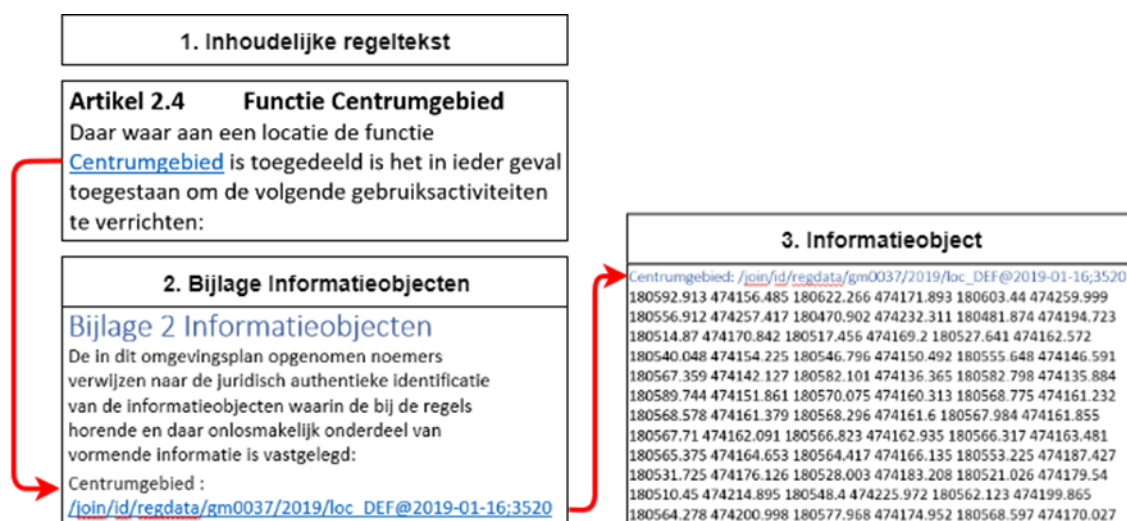 1. Inhoudelijke regeltekst
Artikel 2.4 Functie Centrumgebied
Daar waar aan een locatie de functie
Centrumgebied is toegedeeld is het in ieder geval
toegestaan om de volgende gebruiksactiviteiten
te verrichten:
2. Bijlage Informatieobjecten
Bijlage 2 Informatieobjecten
De in dit omgevingsplan opgenomen noemers
verwijzen naar de juridisch authentieke identificatie
van de informatieobjecten waarin de bij de regels
horende en daar onlosmakelijk onderdeel van
vormende informatie is vastgelegd:
Centrumgebied :
/join/id/regdata/gm0037/2019/loc_DEF@2019-01-16;3520
3. Informatieobject
Centrumgebied: /join/id/regdata/gm0037/2019/loc_DEF@2019-01-16;3520
180592.913 474156.485 180622.266 474171.893 180603.44 474259.999
180556.912 474257.417 180470.902 474232.311 180481.874 474194.723
180514.87 474170.842 180517.456 474169.2 180527.641 474162.572
180540.048 474154.225 180546.796 474150.492 180555.648 474146.591
180567.359 474142.127 180582.101 474136.365 180582.798 474135.884
180589.744 474151.861 180570.075 474160.313 180568.775 474161.232
180568.578 474161.379 180568.296 474161.6 180567.984 474161.855
180567.71 474162.091 180566.823 474162.935 180566.317 474163.481
180565.375 474164.653 180564.417 474166.135 180553.225 474187.427
180531.725 474176.126 180528.003 474183.208 180521.026 474179.54
180510.45 474214.895 180548.4 474225.972 180562.123 474199.865
180564.278 474200.998 180577.968 474174.952 180568.597 474170.027